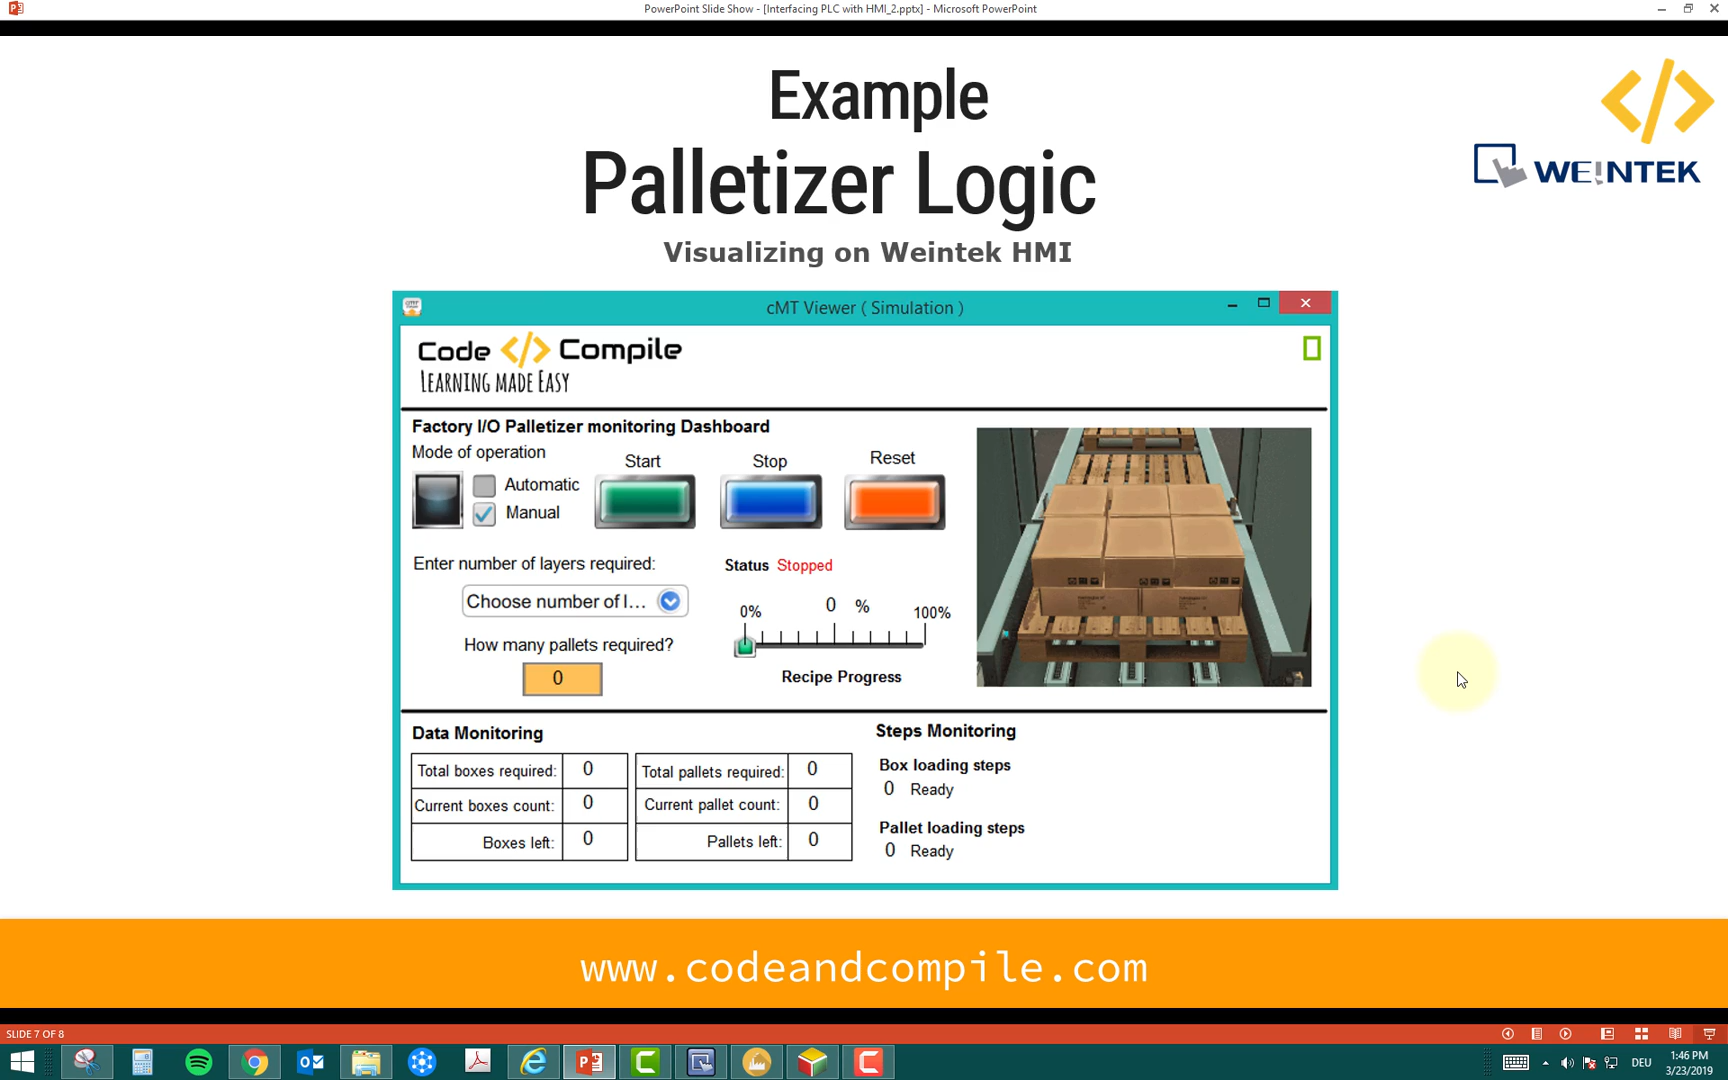 PowerPoint Slide Show - [Interfacing PLC with HMI_2.pptx] - Microsoft PowerPoint
Example
Palletizer Logic
Visualizing on Weintek HMI
WE!NTEK
cMT Viewer ( Simulation )
Code </> Compile
LEARNING MADE EASY
Factory I/O Palletizer monitoring Dashboard
Mode of operation
Automatic
Manual
Start
Stop
Reset
Enter number of layers required:
Choose number of l...
How many pallets required?
0
Status Stopped
0% 0 % 100%
Recipe Progress
Data Monitoring
Total boxes required: 0
Current boxes count: 0
Boxes left: 0
Total pallets required: 0
Current pallet count: 0
Pallets left: 0
Steps Monitoring
Box loading steps
0 Ready
Pallet loading steps
0 Ready
www.codeandcompile.com
SLIDE 7 OF 8
DEU
1:46 PM
3/23/2019